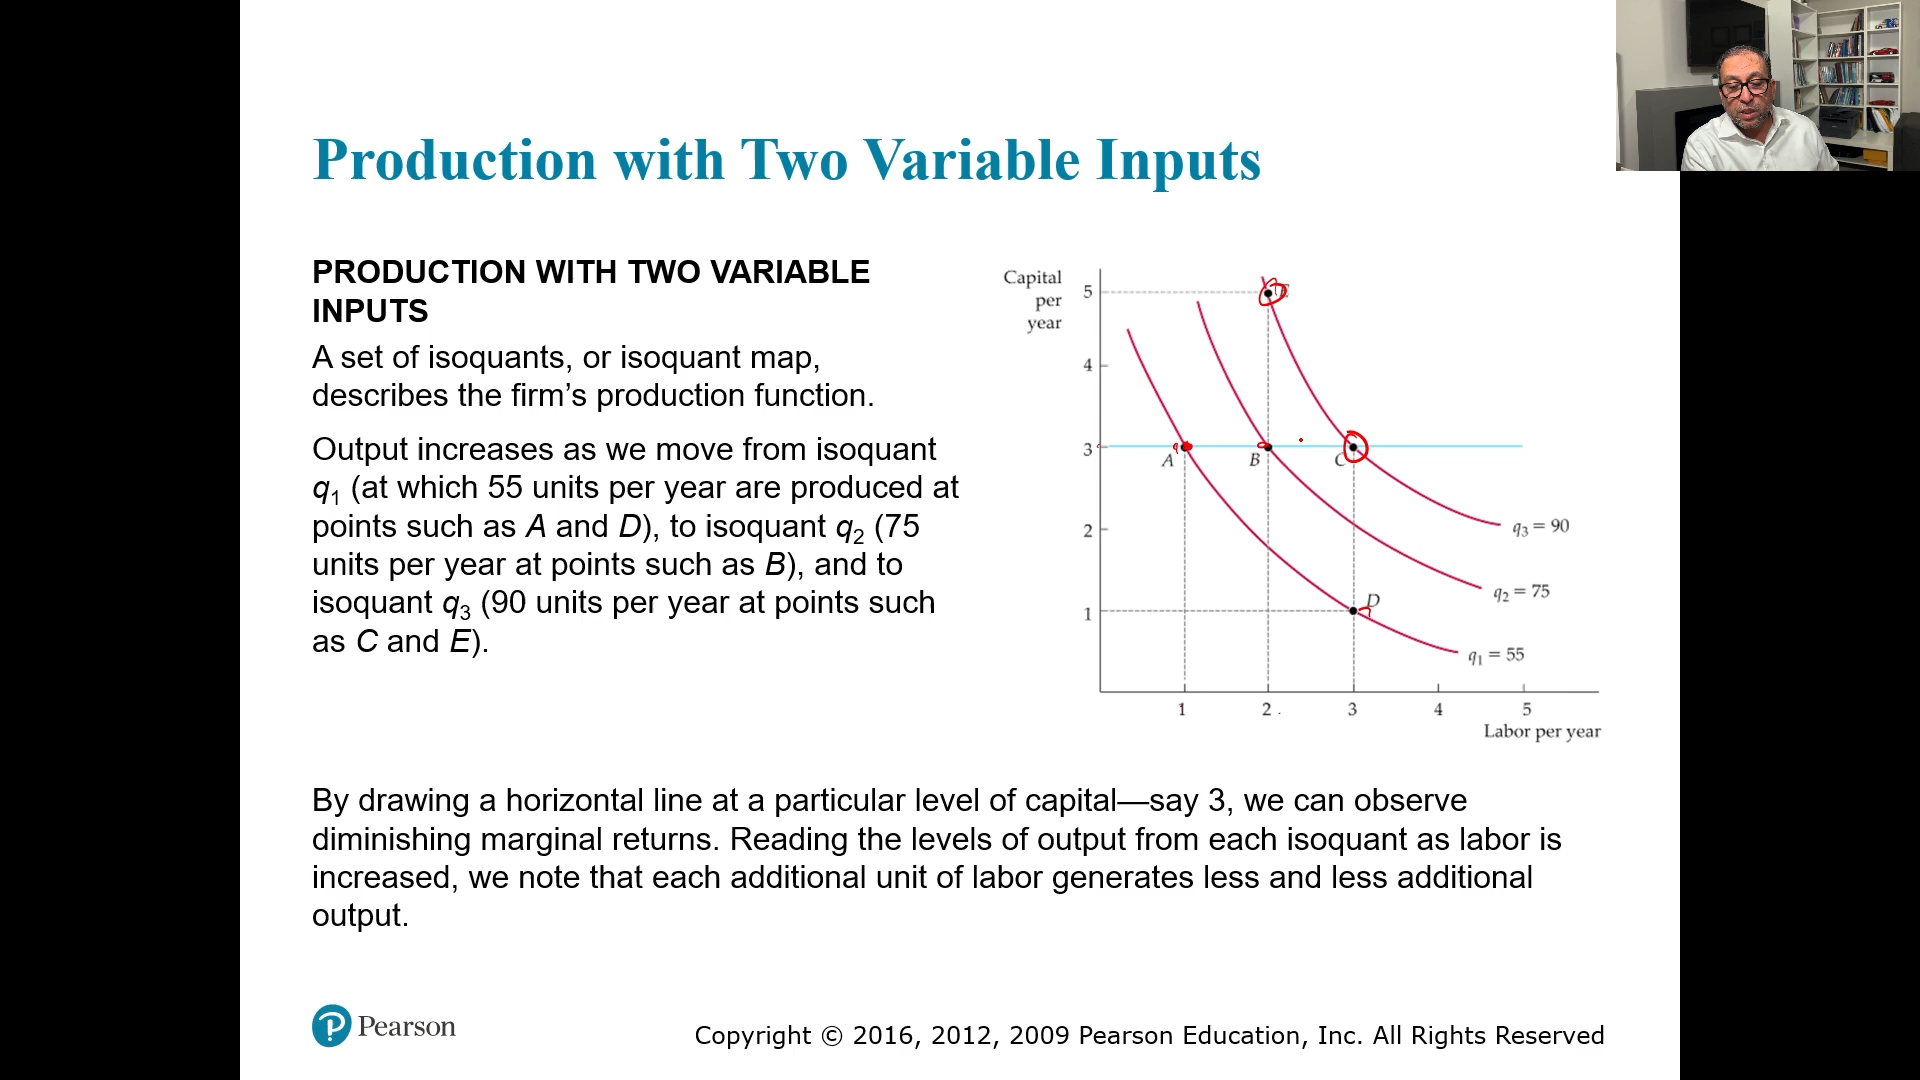 Production with Two Variable Inputs
PRODUCTION WITH TWO VARIABLE
INPUTS
A set of isoquants, or isoquant map,
describes the firm’s production function.
Output increases as we move from isoquant
q1 (at which 55 units per year are produced at
points such as A and D), to isoquant q2 (75
units per year at points such as B), and to
isoquant q3 (90 units per year at points such
as C and E).
Capital
per
year
5
4
3
2
1
E
A
B
C
D
q3 = 90
q2 = 75
q1 = 55
1 2 3 4 5
Labor per year
By drawing a horizontal line at a particular level of capital—say 3, we can observe
diminishing marginal returns. Reading the levels of output from each isoquant as labor is
increased, we note that each additional unit of labor generates less and less additional
output.
Pearson
Copyright © 2016, 2012, 2009 Pearson Education, Inc. All Rights Reserved